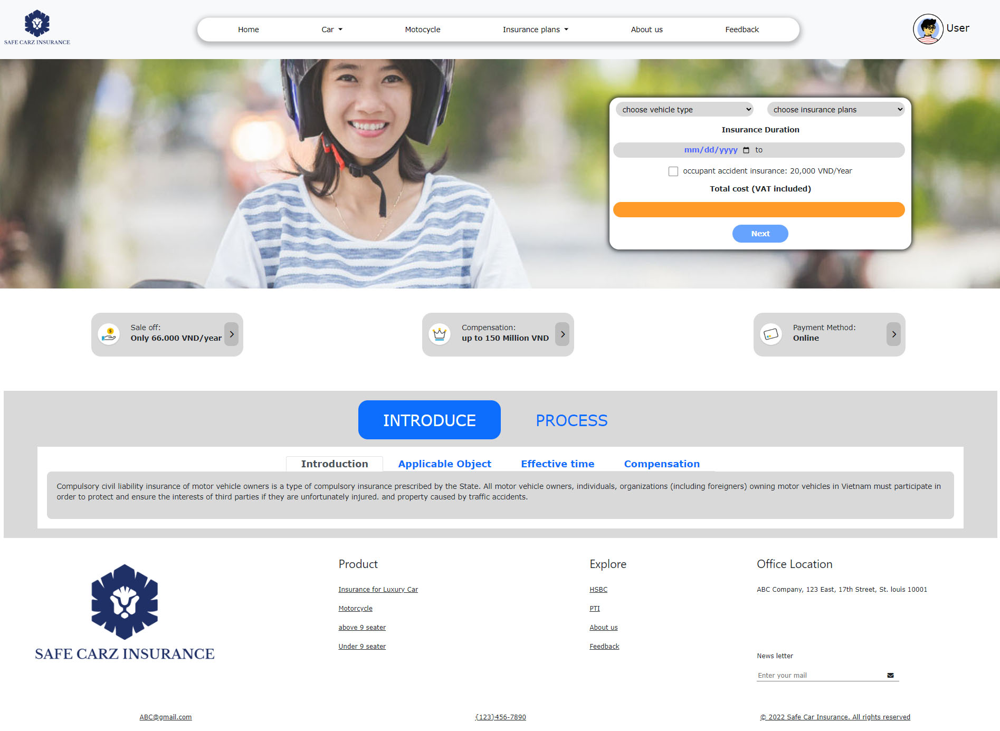 SAFE CARZ INSURANCE
Home
Car
Motocycle
Insurance plans
About us
Feedback
User
choose vehicle type
choose insurance plans
Insurance Duration
mm/dd/yyyy to
occupant accident insurance: 20,000 VND/Year
Total cost (VAT included)
Next
Sale off:
Only 66.000 VND/year
Compensation:
up to 150 Million VND
Payment Method:
Online
INTRODUCE
PROCESS
Introduction
Applicable Object
Effective time
Compensation
Compulsory civil liability insurance of motor vehicle owners is a type of compulsory insurance prescribed by the State. All motor vehicle owners, individuals, organizations (including foreigners) owning motor vehicles in Vietnam must participate in
order to protect and ensure the interests of third parties if they are unfortunately injured. and property caused by traffic accidents.
SAFE CARZ INSURANCE
Product
Insurance for Luxury Car
Motorcycle
above 9 seater
Under 9 seater
Explore
HSBC
PTI
About us
Feedback
Office Location
ABC Company, 123 East, 17th Street, St. louis 10001
News letter
Enter your mail
ABC@gmail.com
{123}456-7890
© 2022 Safe Car Insurance. All rights reserved